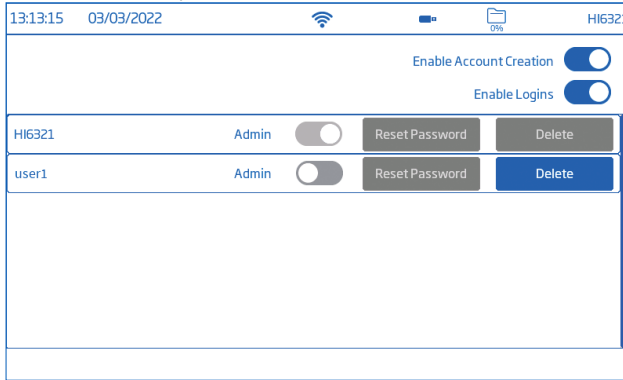 13:13:15 03/03/2022 0% HI632
Enable Account Creation
Enable Logins
HI6321 Admin Reset Password Delete
user1 Admin Reset Password Delete